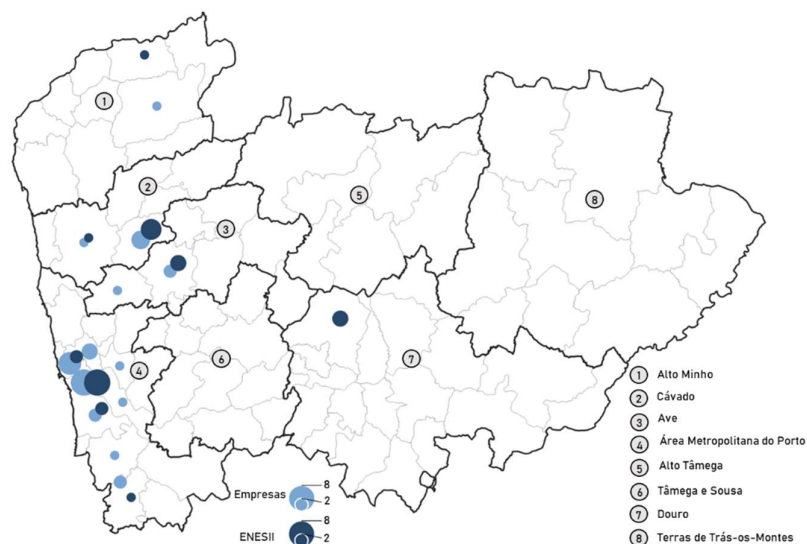 1
2
3
4
5
6
7
8
Empresas
8
2
ENESII
8
2
1 Alto Minho
2 Cávado
3 Ave
4 Área Metropolitana do Porto
5 Alto Tâmega
6 Tâmega e Sousa
7 Douro
8 Terras de Trás-os-Montes